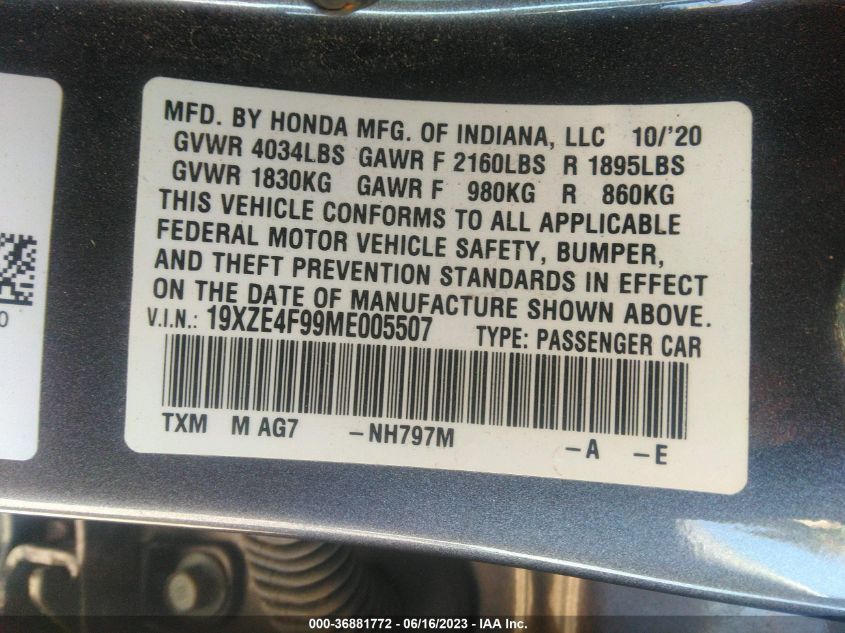 MFD. BY HONDA MFG. OF INDIANA, LLC 10/'20
GVWR 4034LBS GAWR F 2160LBS R 1895LBS
GVWR 1830KG GAWR F 980KG R 860KG
THIS VEHICLE CONFORMS TO ALL APPLICABLE
FEDERAL MOTOR VEHICLE SAFETY, BUMPER,
AND THEFT PREVENTION STANDARDS IN EFFECT
ON THE DATE OF MANUFACTURE SHOWN ABOVE.
V.I.N.: 19XZE4F99ME005507 TYPE: PASSENGER CAR
TXM M AG7 -NH797M -A -E
0
000-36881772 - 06/16/2023 - IAA Inc.